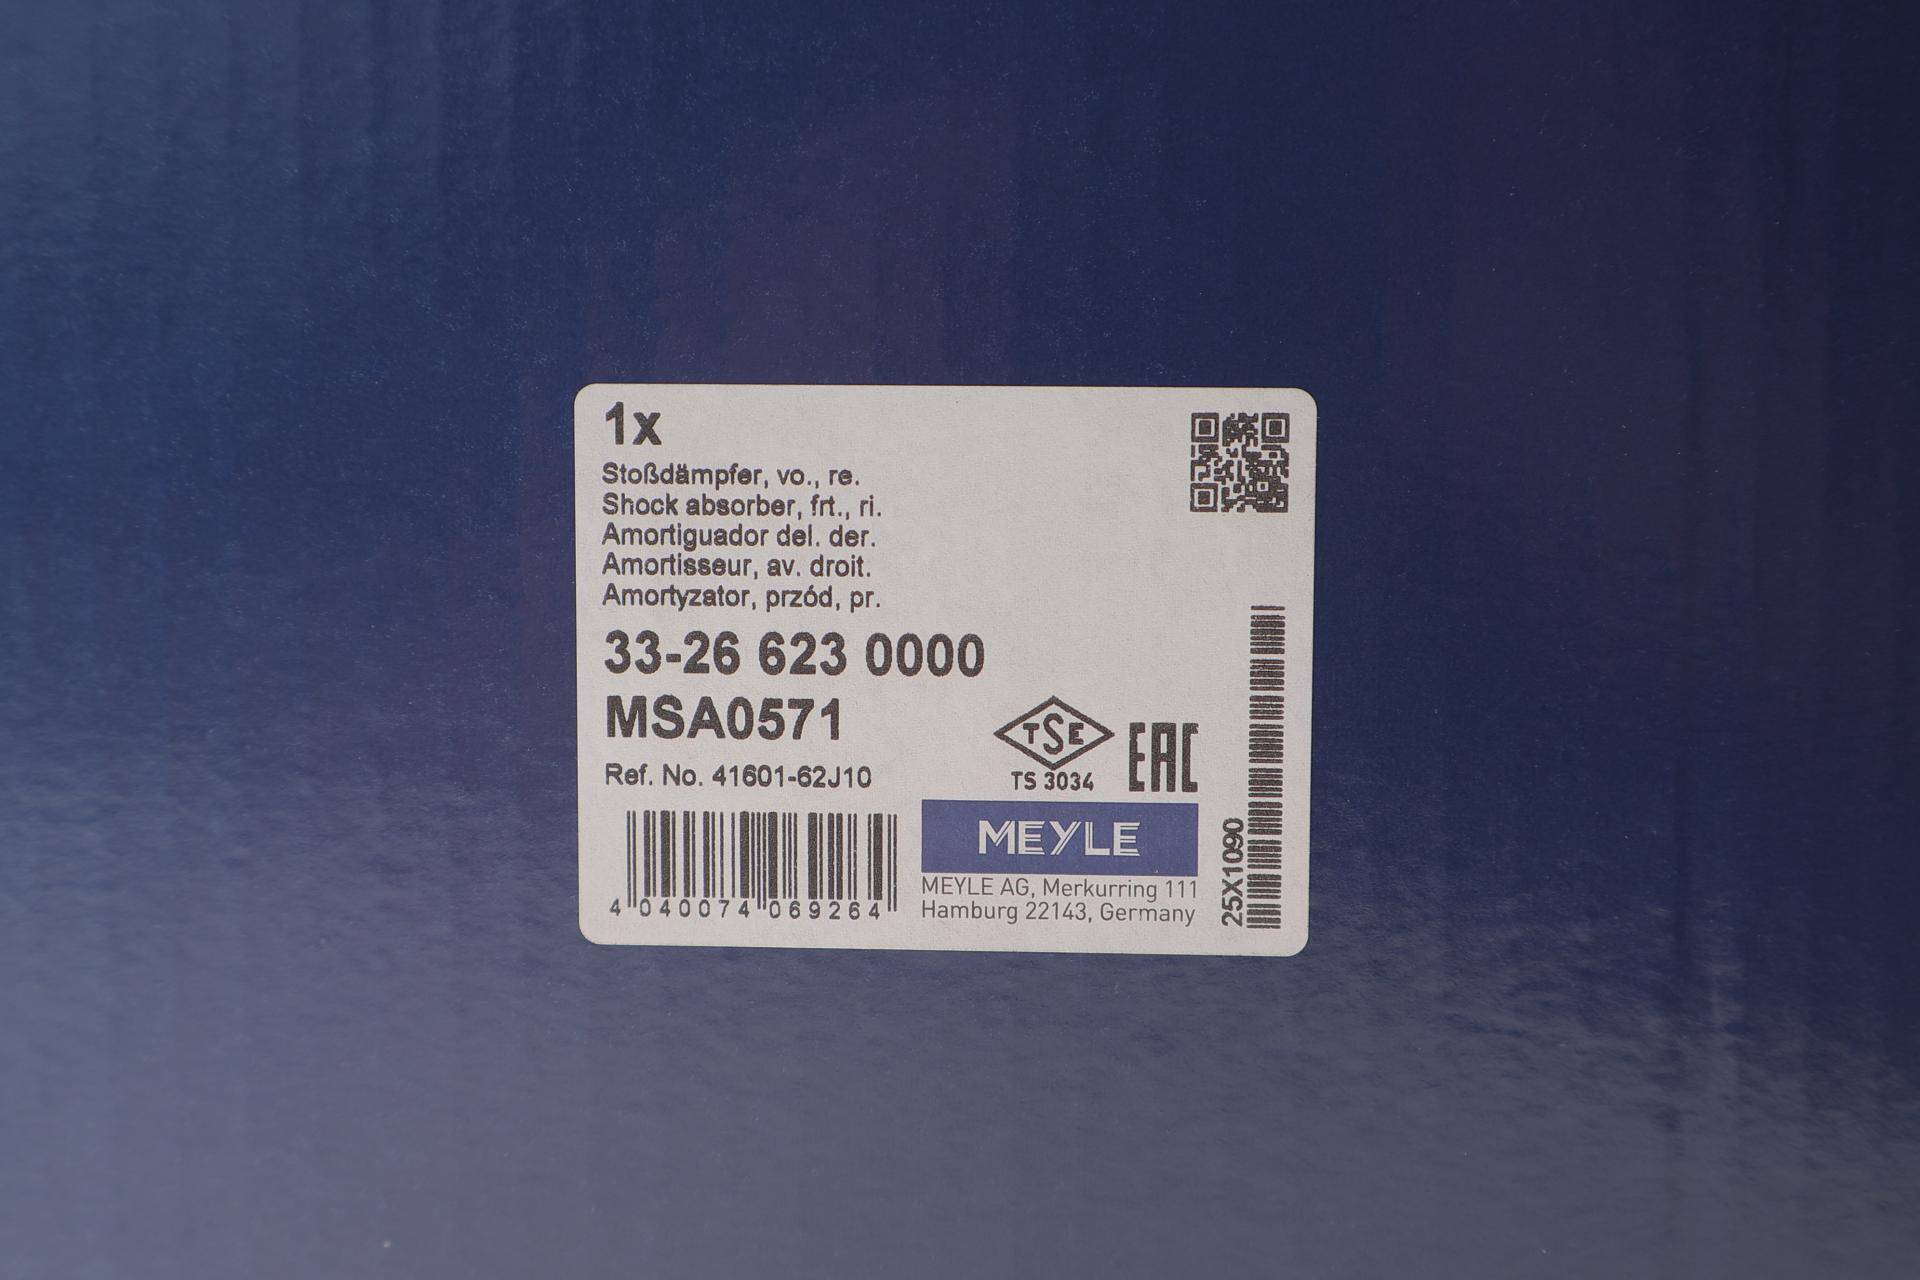 1x
Stoßdämpfer, vo., re.
Shock absorber, frt., ri.
Amortiguador del. der.
Amortisseur, av. droit.
Amortyzator, przód, pr.
33-26 623 0000
MSA0571
Ref. No. 41601-62J10
TSE
TS 3034
EAC
4 040074 069264
MEYLE
MEYLE AG, Merkurring 111
Hamburg 22143, Germany
25X1090